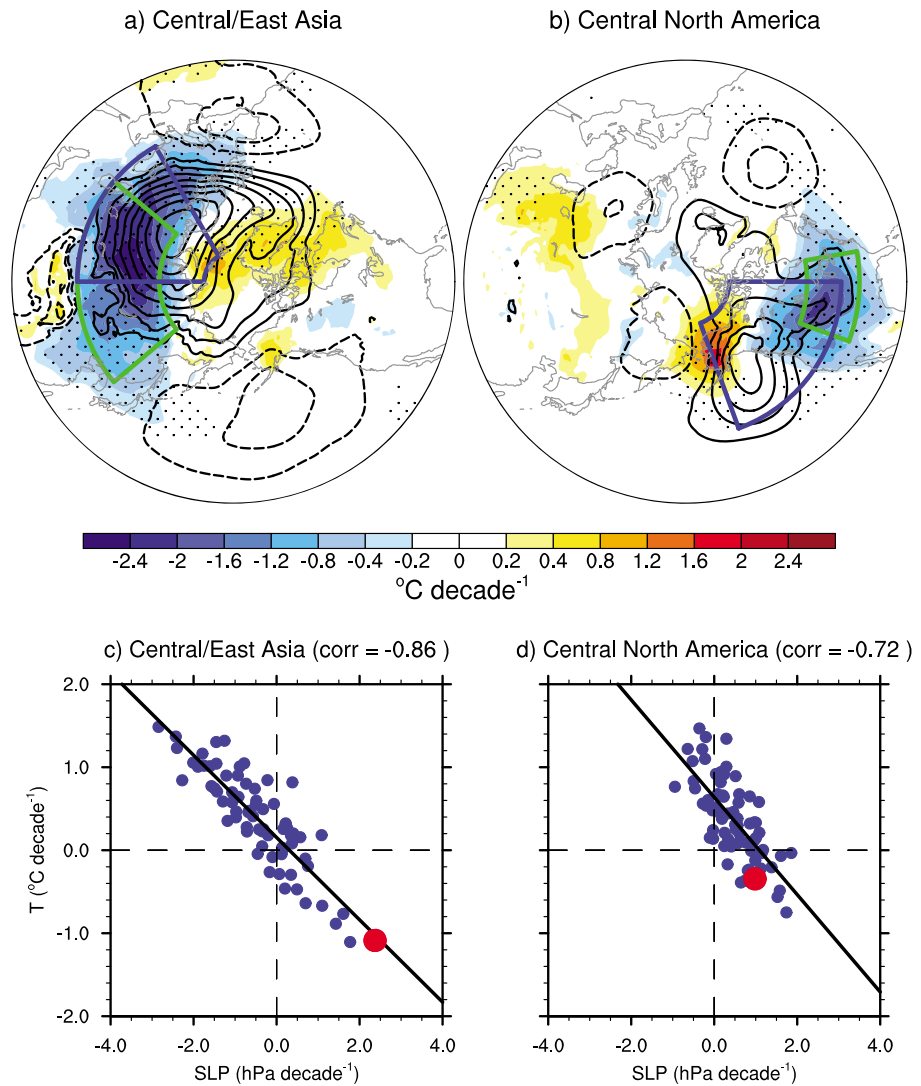 a) Central/East Asia
b) Central North America
-2.4 -2 -1.6 -1.2 -0.8 -0.4 -0.2 0 0.2 0.4 0.8 1.2 1.6 2 2.4
°C decade⁻¹
c) Central/East Asia (corr = -0.86 )
d) Central North America (corr = -0.72 )
2.0
1.0
0.0
-1.0
-2.0
T (°C decade⁻¹)
-4.0 -2.0 0.0 2.0 4.0
-4.0 -2.0 0.0 2.0 4.0
SLP (hPa decade⁻¹)
SLP (hPa decade⁻¹)